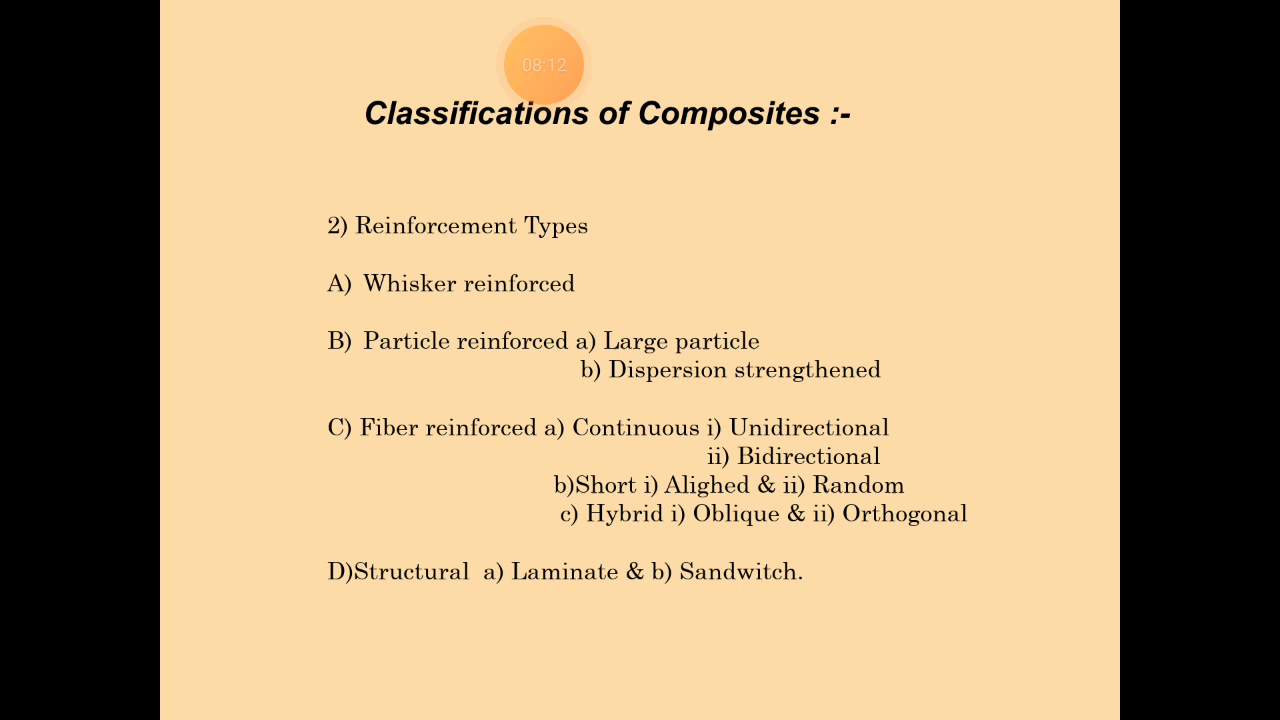 08:12
Classifications of Composites :-
2) Reinforcement Types
A) Whisker reinforced
B) Particle reinforced a) Large particle
b) Dispersion strengthened
C) Fiber reinforced a) Continuous i) Unidirectional
ii) Bidirectional
b)Short i) Alighed & ii) Random
c) Hybrid i) Oblique & ii) Orthogonal
D)Structural a) Laminate & b) Sandwitch.